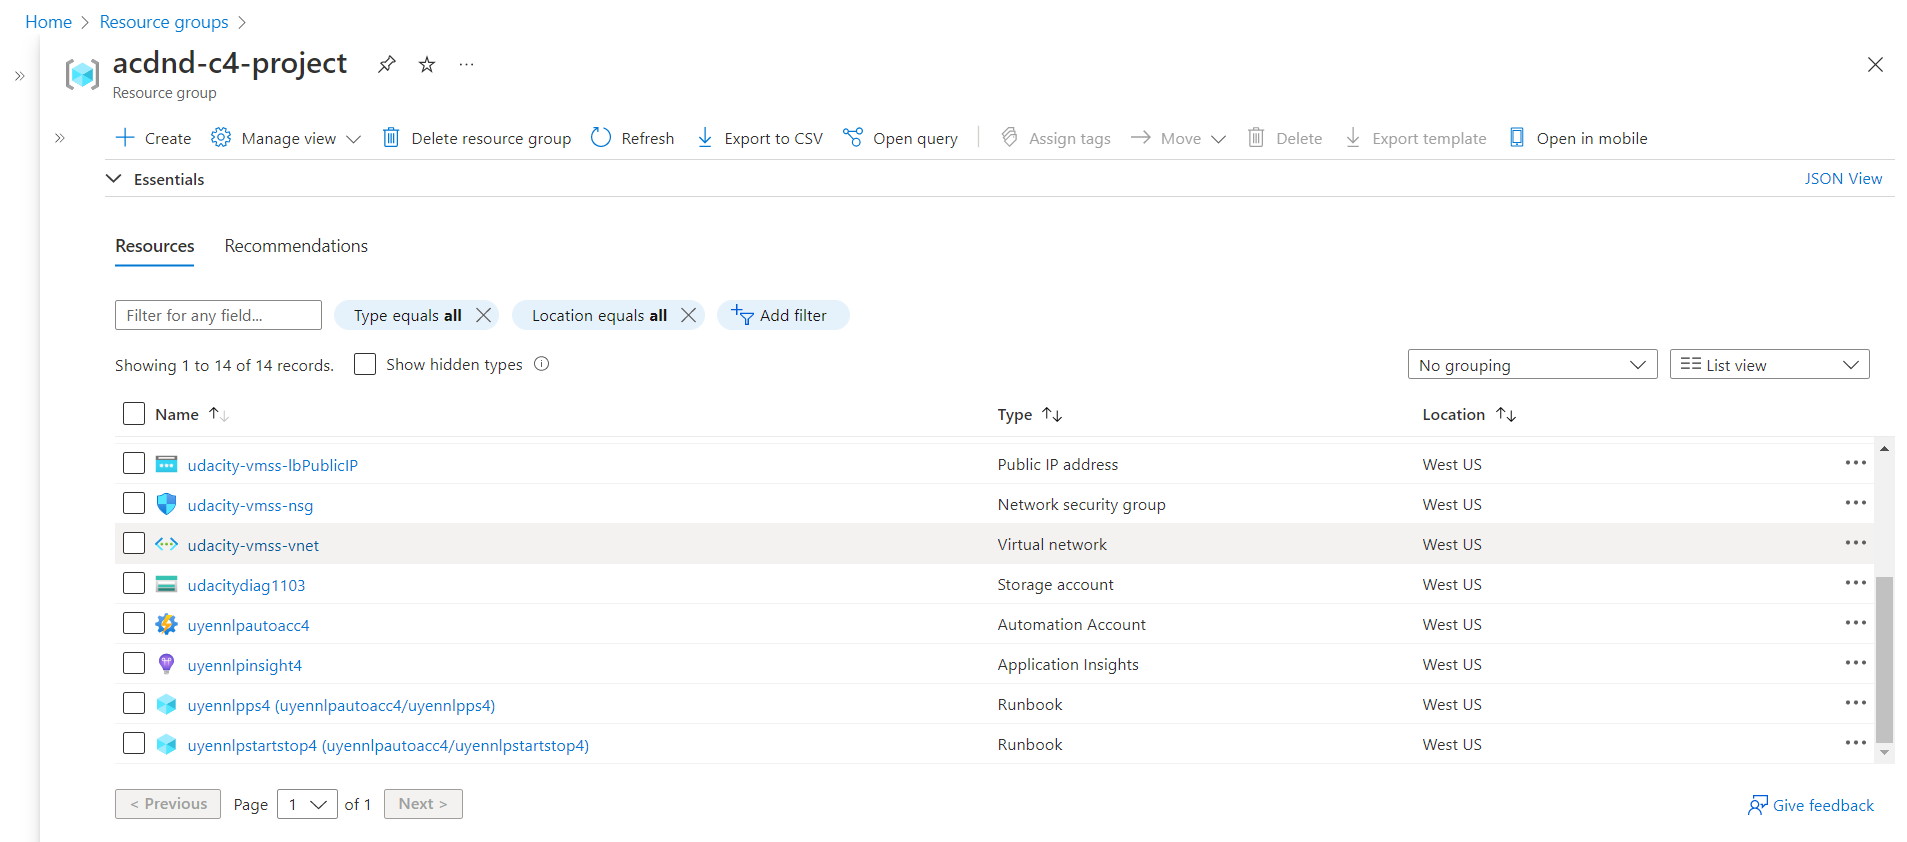 Home > Resource groups >
acdnd-c4-project
Resource group
Create Manage view Delete resource group Refresh Export to CSV Open query Assign tags Move Delete Export template Open in mobile
Essentials JSON View
Resources Recommendations
Filter for any field... Type equals all Location equals all Add filter
Showing 1 to 14 of 14 records. Show hidden types No grouping List view
Name Type Location
udacity-vmss-lbPublicIP Public IP address West US
udacity-vmss-nsg Network security group West US
udacity-vmss-vnet Virtual network West US
udacitydiag1103 Storage account West US
uyennlpautoacc4 Automation Account West US
uyennlpinsight4 Application Insights West US
uyennlpps4 (uyennlpautoacc4/uyennlpps4) Runbook West US
uyennlpstartstop4 (uyennlpautoacc4/uyennlpstartstop4) Runbook West US
< Previous Page 1 of 1 Next > Give feedback